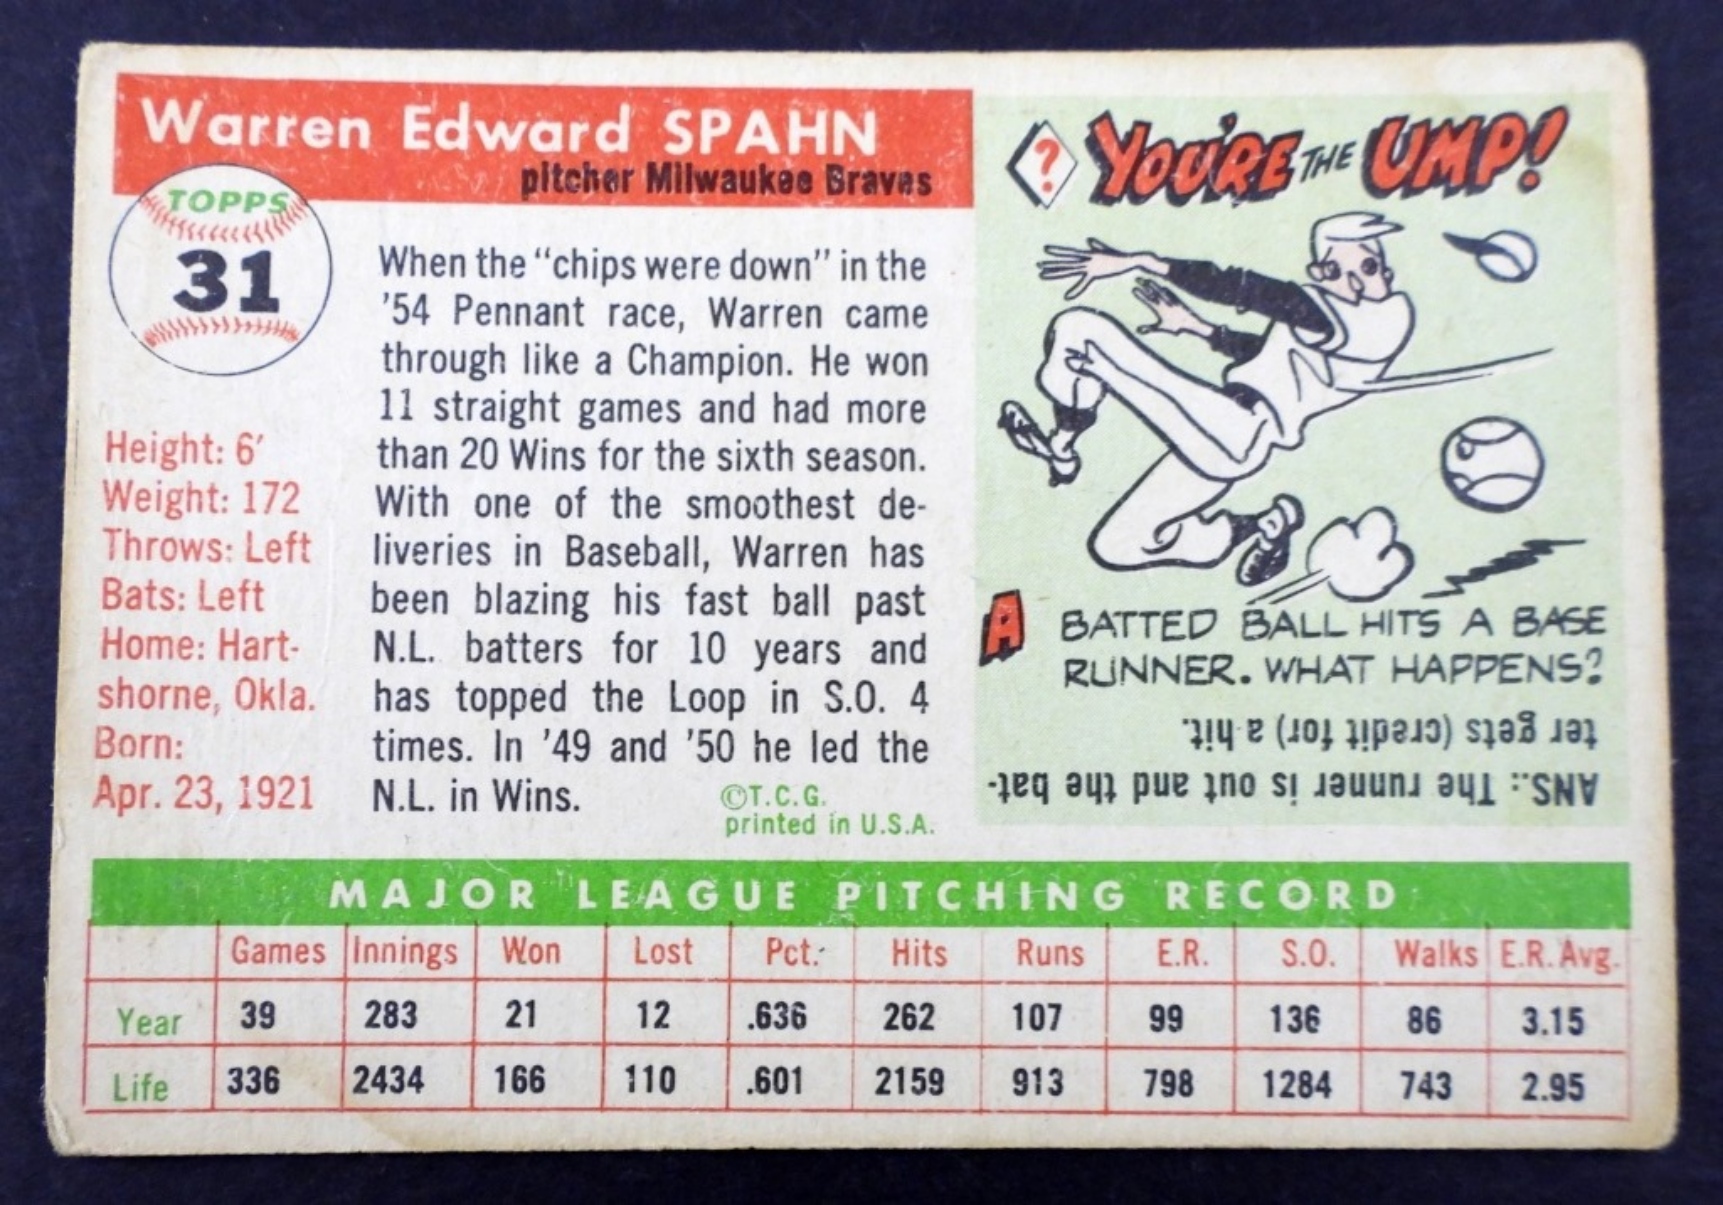 Warren Edward SPAHN
pitcher Milwaukee Braves
TOPPS
31
Height: 6'
Weight: 172
Throws: Left
Bats: Left
Home: Hart-
shorne, Okla.
Born:
Apr. 23, 1921
When the "chips were down" in the
'54 Pennant race, Warren came
through like a Champion. He won
11 straight games and had more
than 20 Wins for the sixth season.
With one of the smoothest de-
liveries in Baseball, Warren has
been blazing his fast ball past
N.L. batters for 10 years and
has topped the Loop in S.O. 4
times. In '49 and '50 he led the
N.L. in Wins.
©T.C.G.
printed in U.S.A.
? YOU'RE THE UMP!
A BATTED BALL HITS A BASE
RUNNER. WHAT HAPPENS?
ANS.: The runner is out and the bat-
ter gets (credit for) a hit.
MAJOR LEAGUE PITCHING RECORD
Games Innings Won Lost Pct. Hits Runs E.R. S.O. Walks E.R. Avg.
Year 39 283 21 12 .636 262 107 99 136 86 3.15
Life 336 2434 166 110 .601 2159 913 798 1284 743 2.95